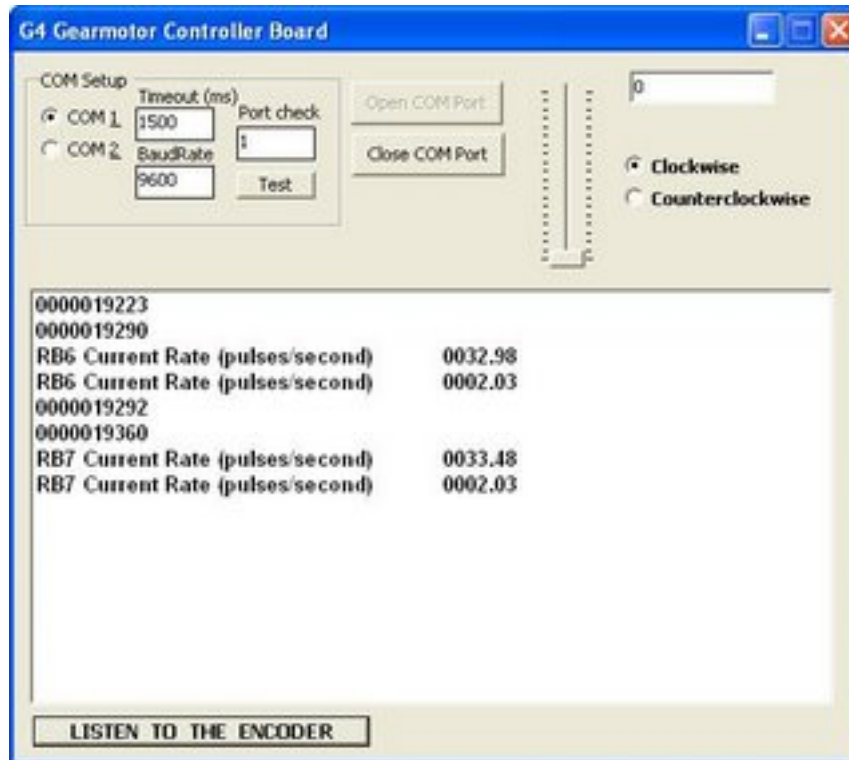 G4 Gearmotor Controller Board
COM Setup
COM 1
COM 2
Timeout (ms)
1500
BaudRate
9600
Port check
1
Test
Open COM Port
Close COM Port
0
Clockwise
Counterclockwise
0000019223
0000019290
RB6 Current Rate (pulses/second) 0032.98
RB6 Current Rate (pulses/second) 0002.03
0000019292
0000019360
RB7 Current Rate (pulses/second) 0033.48
RB7 Current Rate (pulses/second) 0002.03
LISTEN TO THE ENCODER